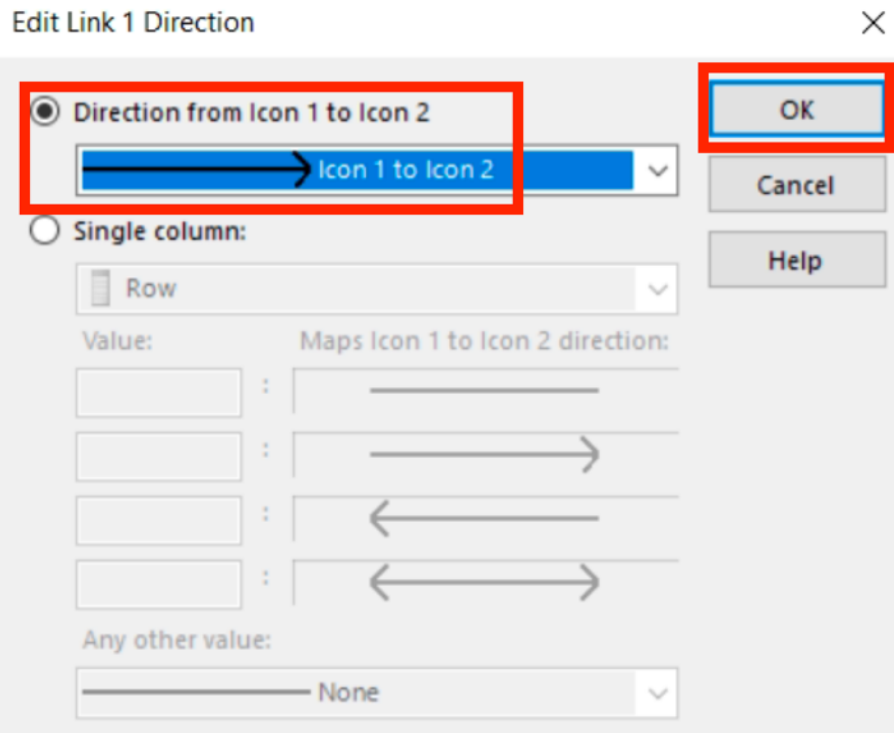 Edit Link 1 Direction
Direction from Icon 1 to Icon 2
OK
Icon 1 to Icon 2
Cancel
Single column:
Help
Row
Value:
Maps Icon 1 to Icon 2 direction:
:
:
:
:
Any other value:
None